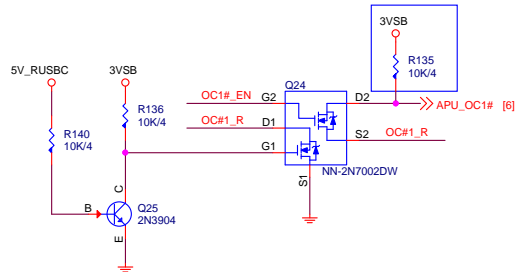 3VSB
R135
10K/4
5V_RUSBC
3VSB
Q24
OC1#_EN
G2
D2
APU_OC1# [6]
R136
10K/4
OC#1_R
D1
S2
OC#1_R
R140
10K/4
G1
S1
NN-2N7002DW
C
B
Q25
2N3904
E